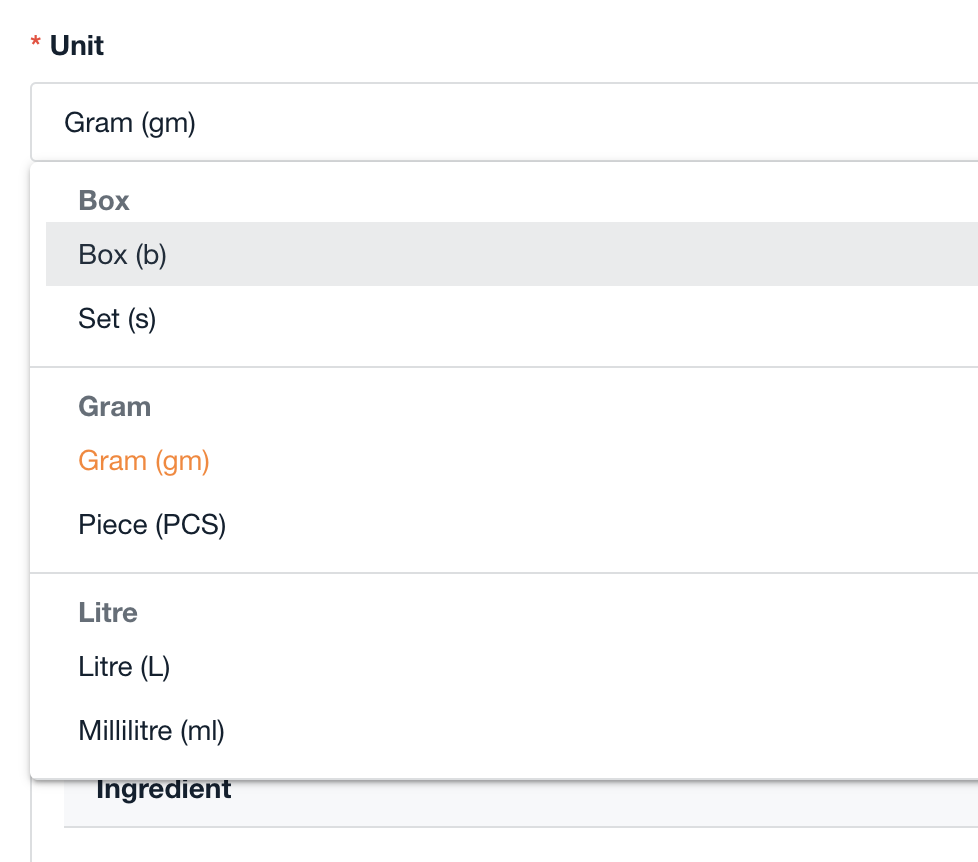 * Unit
Gram (gm)
Box
Box (b)
Set (s)
Gram
Gram (gm)
Piece (PCS)
Litre
Litre (L)
Millilitre (ml)
Ingredient